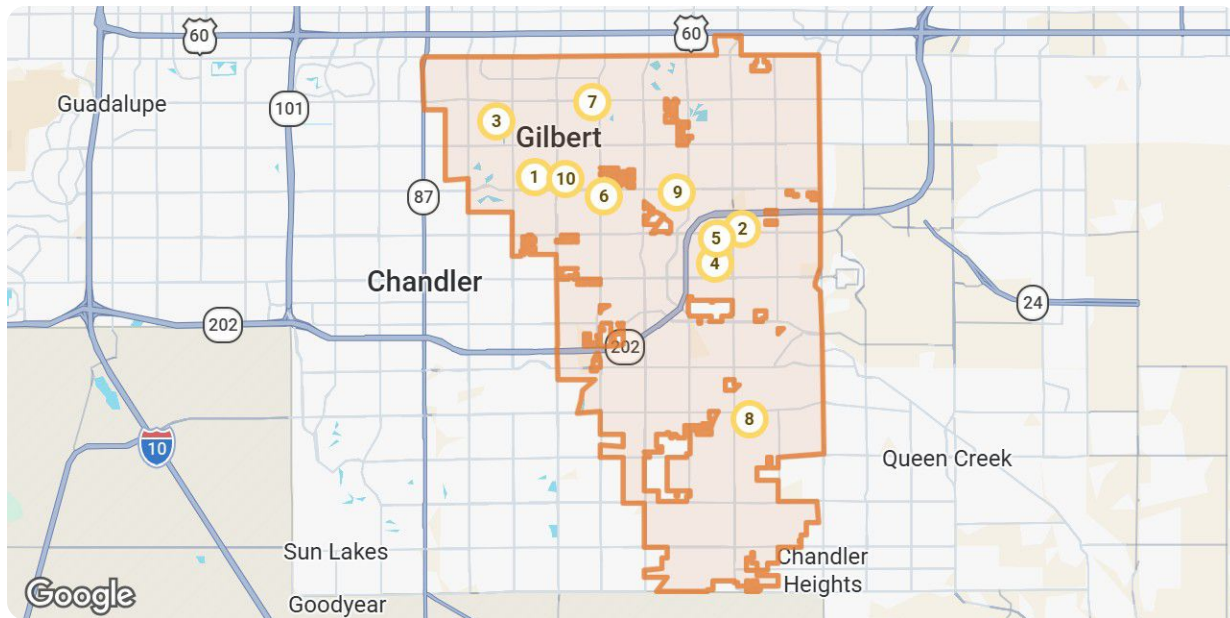 60
60
Guadalupe
101
7
3
Gilbert
1
10
6
9
87
2
5
4
Chandler
24
202
202
8
10
Queen Creek
Sun Lakes
Chandler
Heights
Goodyear
Google